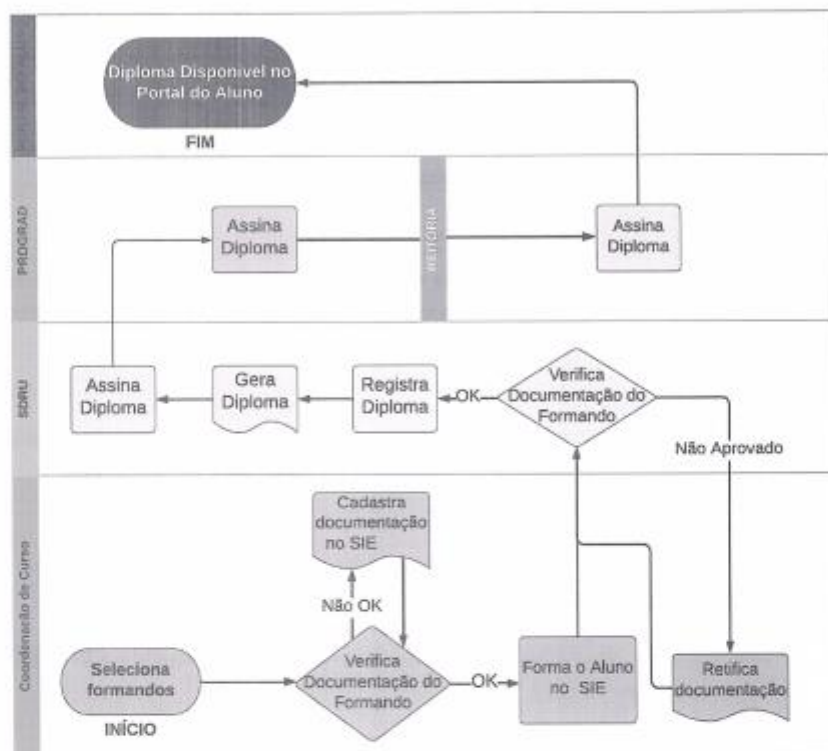 Diploma Disponivel no
Portal do Aluno
FIM
PROGRAD
Assina
Diploma
REITORIA
Assina
Diploma
SDRU
Assina
Diploma
Gera
Diploma
Registra
Diploma
OK
Verifica
Documentação do
Formando
Não Aprovado
Coordenação de Curso
Cadastra
documentação
no SIE
Não OK
Seleciona
formandos
INÍCIO
Verifica
Documentação do
Formando
OK
Forma o Aluno
no SIE
Retifica
documentação